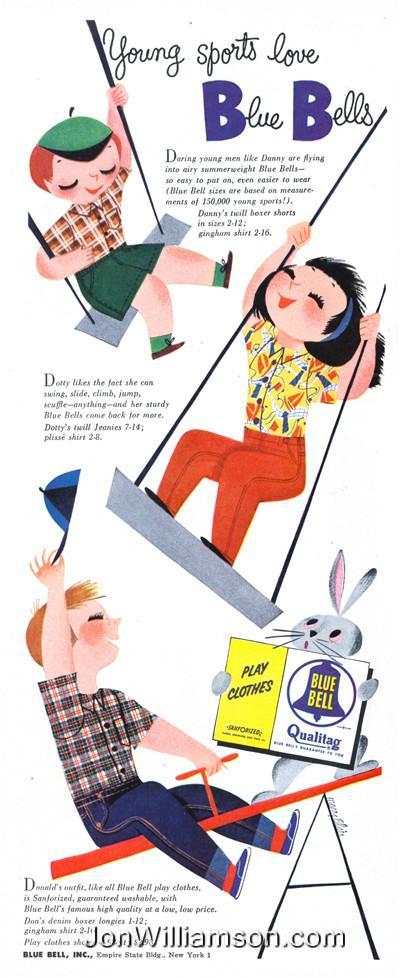 Young sports love
Blue Bells
Daring young men like Danny are flying
into airy summerweight Blue Bells—
so easy to put on, even easier to wear
(Blue Bell sizes are based on measure-
ments of 150,000 young sports!).
Danny's twill boxer shorts
in sizes 2-12;
gingham shirt 2-16.
Dotty likes the fact she can
swing, slide, climb, jump,
scuffle—anything—and her sturdy
Blue Bells come back for more.
Dotty's twill Jeanies 7-14;
plissé shirt 2-8.
PLAY
CLOTHES
SANFORIZED
BLUE
BELL
Qualitag
BLUE BELL'S GUARANTEE TO YOU
Donald's outfit, like all Blue Bell play clothes,
is Sanforized, guaranteed washable, with
Blue Bell's famous high quality at a low, low price.
Don's denim boxer longies 1-12;
gingham shirt
Play clothes
JonWilliamson.com
BLUE BELL, INC., Empire State Bldg., New York 1